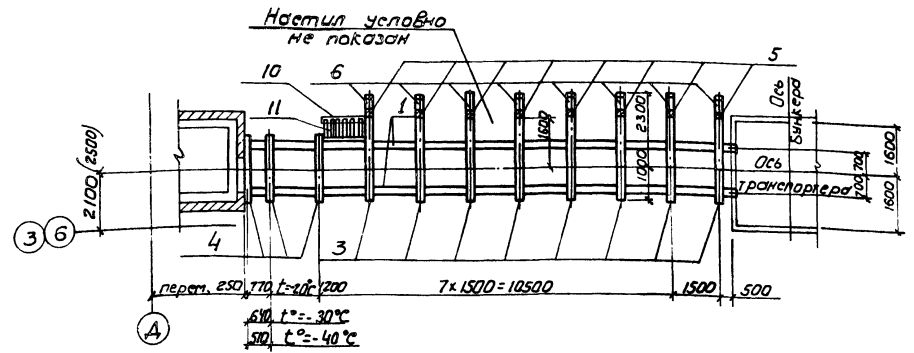 Настил условно
не показан
10
6
5
11
1
Ось
бункера
1600
2300
1000
1600
700 700
Ось
транспортера
1600
2100 (2500)
3 6
4
3
перем. 250 770 t=-20°С 1200 7х1500=10500 1500 500
640 t°=-30°С
510 t°=-40°С
Д